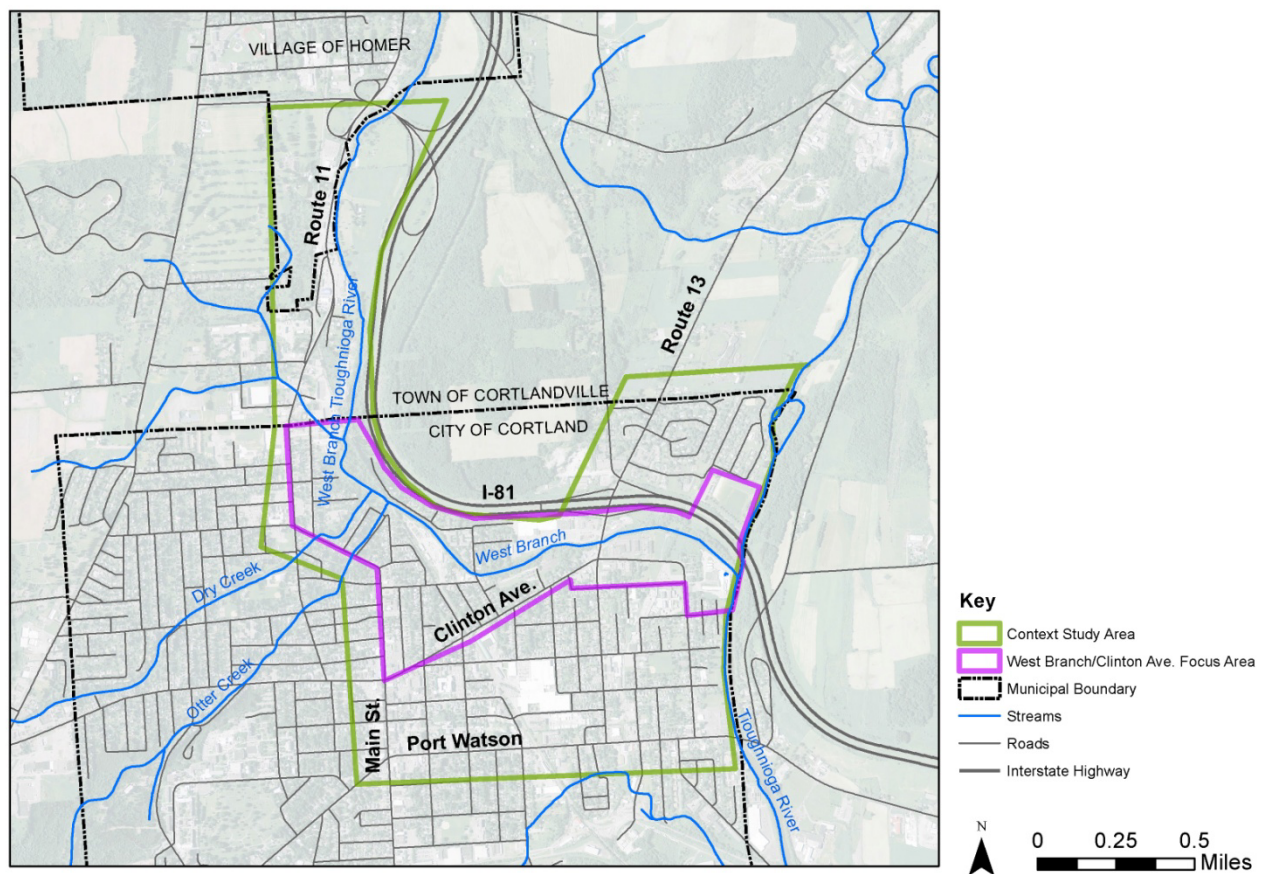 VILLAGE OF HOMER
Route 11
West Branch Tioughnioga River
Route 13
TOWN OF CORTLANDVILLE
CITY OF CORTLAND
I-81
West Branch
Dry Creek
Clinton Ave.
Otter Creek
Main St.
Port Watson
Tioughnioga River
Key
Context Study Area
West Branch/Clinton Ave. Focus Area
Municipal Boundary
Streams
Roads
Interstate Highway
N
0 0.25 0.5
Miles